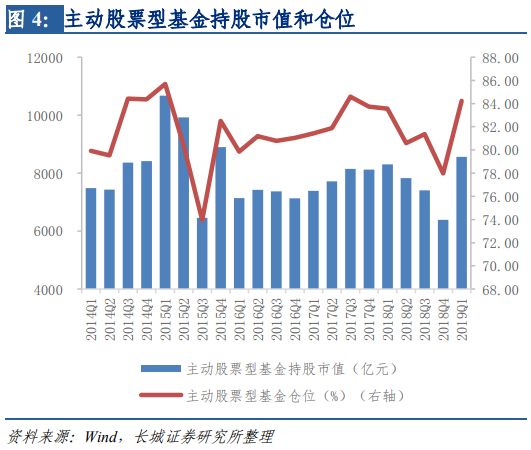 图 4： 主动股票型基金持股市值和仓位
12000
10000
8000
6000
4000
88.00
86.00
84.00
82.00
80.00
78.00
76.00
74.00
72.00
70.00
68.00
2014Q1
2014Q2
2014Q3
2014Q4
2015Q1
2015Q2
2015Q3
2015Q4
2016Q1
2016Q2
2016Q3
2016Q4
2017Q1
2017Q2
2017Q3
2017Q4
2018Q1
2018Q2
2018Q3
2018Q4
2019Q1
主动股票型基金持股市值（亿元）
主动股票型基金仓位（%）（右轴）
资料来源：Wind，长城证券研究所整理